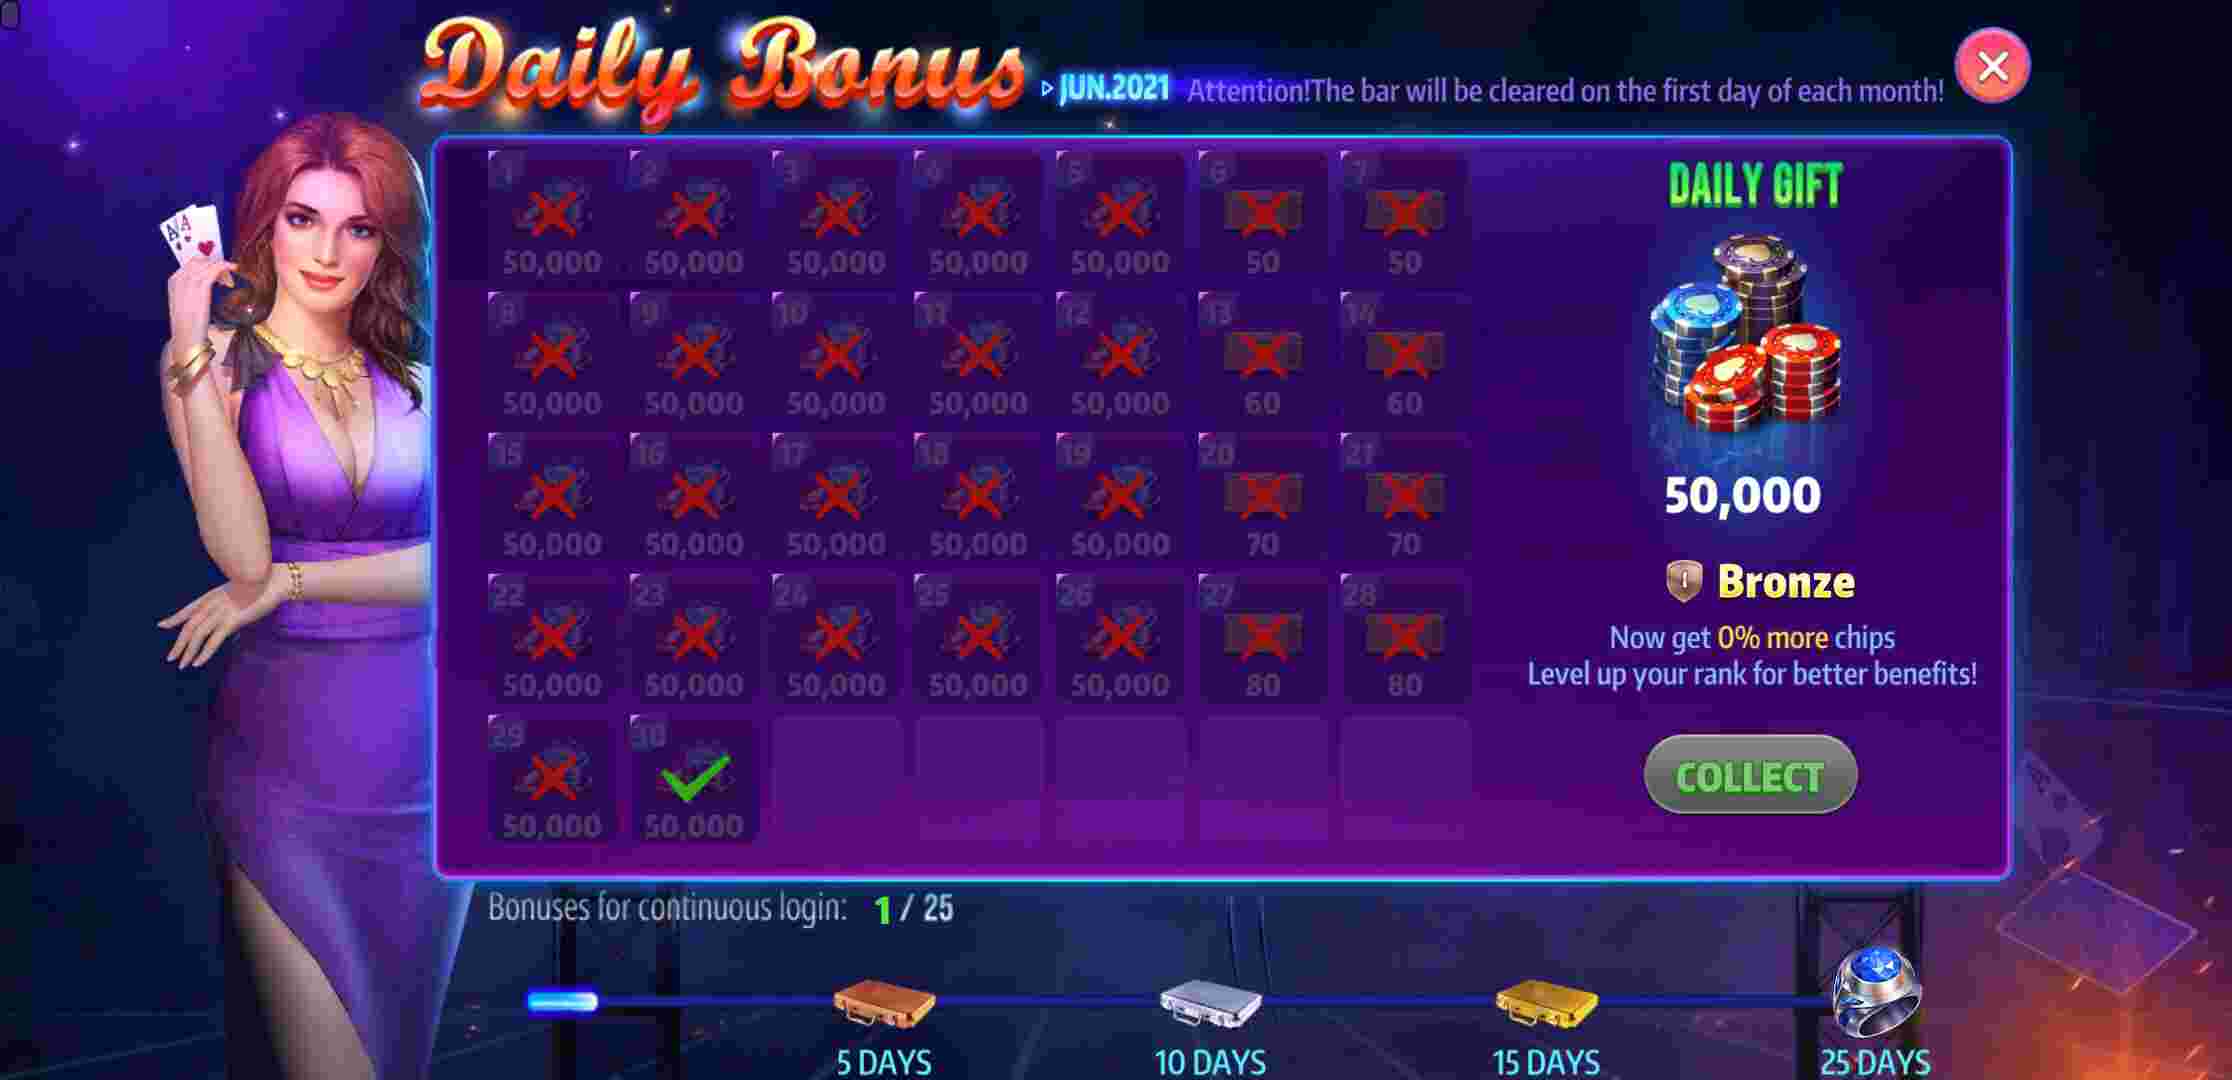 Daily Bonus
JUN.2021
Attention!The bar will be cleared on the first day of each month!
1 2 3 4 5 6 7
50,000 50,000 50,000 50,000 50,000 50 50
8 9 10 11 12 13 14
50,000 50,000 50,000 50,000 50,000 60 60
15 16 17 18 19 20 21
50,000 50,000 50,000 50,000 50,000 70 70
22 23 24 25 26 27 28
50,000 50,000 50,000 50,000 50,000 80 80
29 30
50,000 50,000
DAILY GIFT
50,000
Bronze
Now get 0% more chips
Level up your rank for better benefits!
COLLECT
Bonuses for continuous login: 1 / 25
5 DAYS 10 DAYS 15 DAYS 25 DAYS
A A